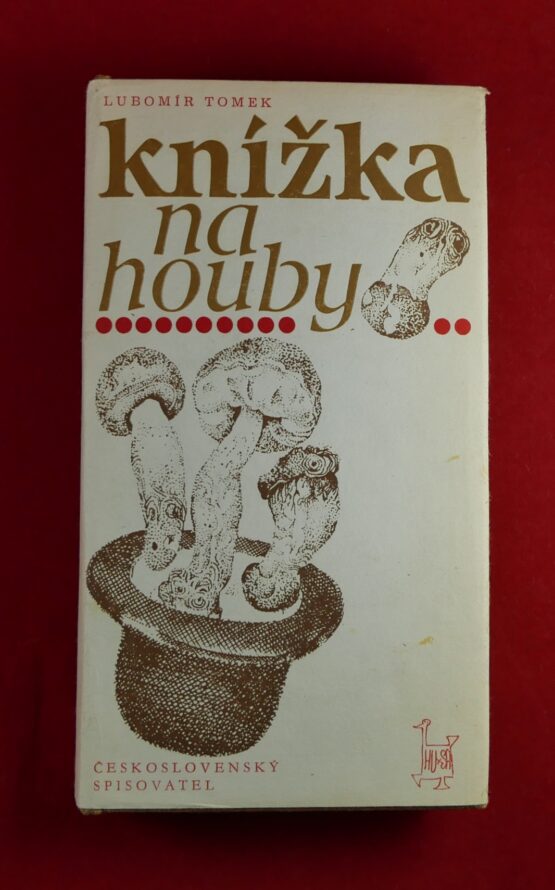 LUBOMÍR TOMEK
knížka
na
houby
ČESKOSLOVENSKÝ
SPISOVATEL